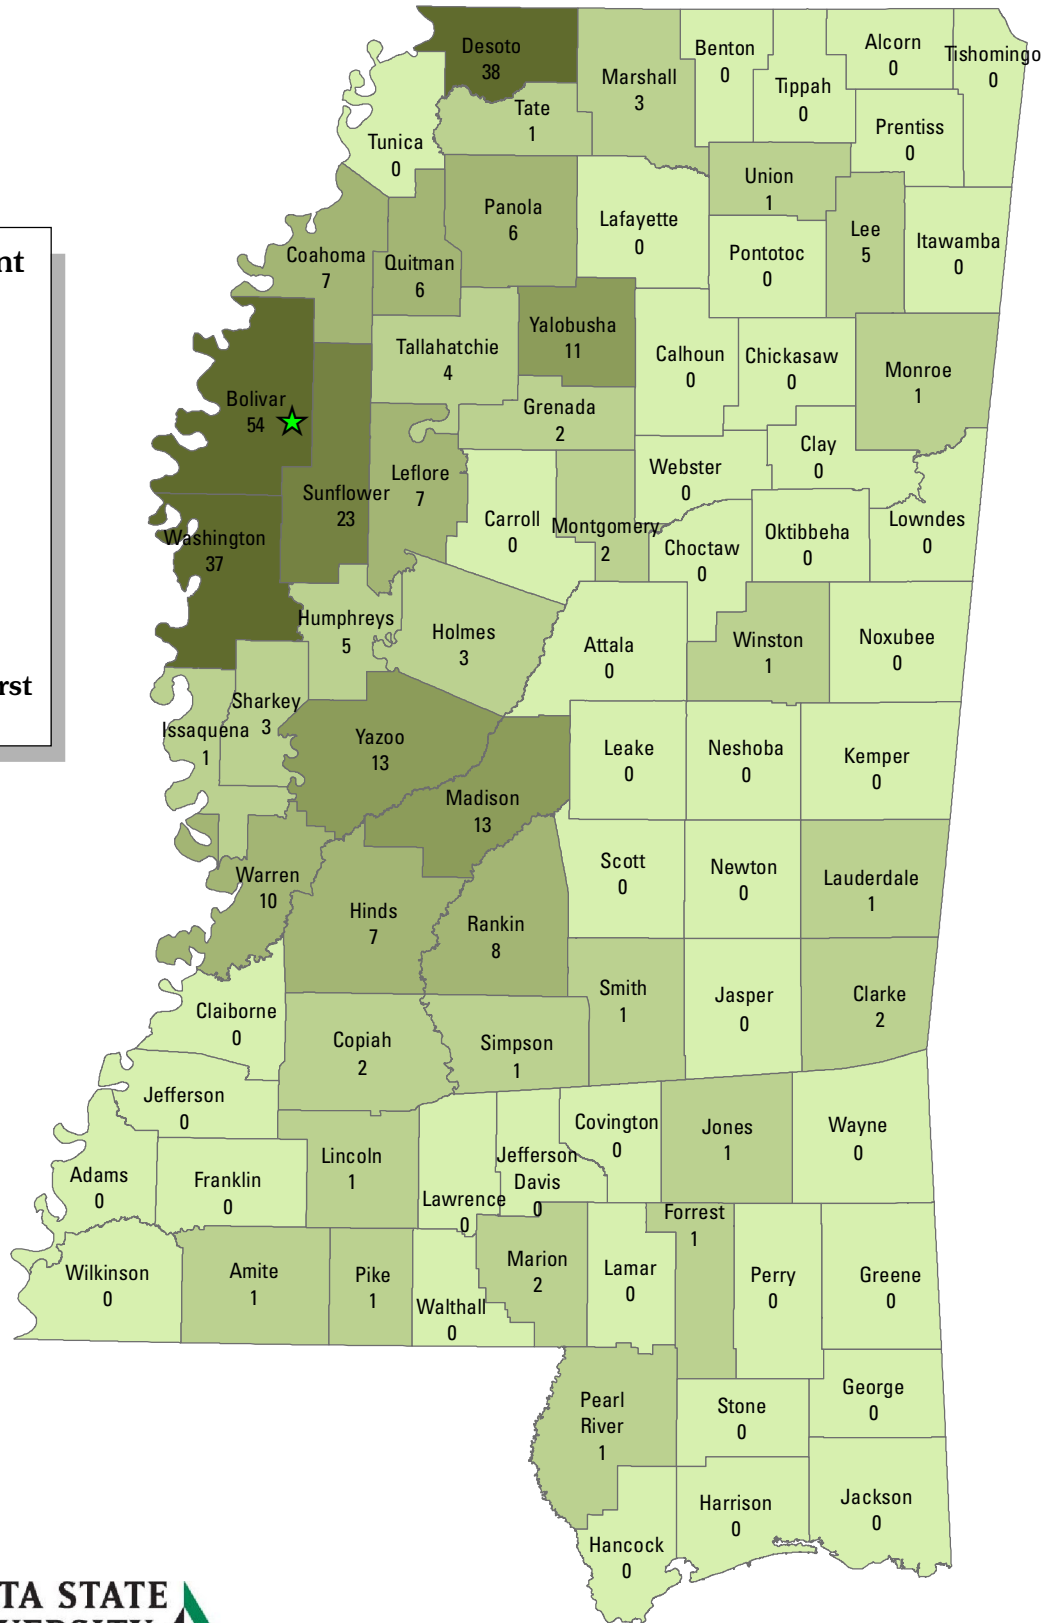 Desoto
38
Marshall
3
Benton
0
Tippah
0
Alcorn
0
Tishomingo
0
Tate
1
Prentiss
0
Tunica
0
Union
1
Panola
6
Lafayette
0
Lee
5
Itawamba
0
Pontotoc
0
nt
Coahoma
7
Quitman
6
Yalobusha
11
Tallahatchie
4
Calhoun
0
Chickasaw
0
Monroe
1
Bolivar
54
Grenada
2
Clay
0
Leflore
7
Webster
0
Sunflower
23
Carroll
0
Montgomery
2
Lowndes
0
Oktibbeha
0
Choctaw
0
Washington
37
Humphreys
5
Holmes
3
Attala
0
Winston
1
Noxubee
0
rst
Sharkey
3
Issaquena
1
Yazoo
13
Leake
0
Neshoba
0
Kemper
0
Madison
13
Scott
0
Newton
0
Lauderdale
1
Warren
10
Hinds
7
Rankin
8
Smith
1
Jasper
0
Clarke
2
Claiborne
0
Copiah
2
Simpson
1
Jefferson
0
Covington
0
Jones
1
Wayne
0
Lincoln
1
Jefferson
Davis
0
Adams
0
Franklin
0
Lawrence
0
Forrest
1
Wilkinson
0
Amite
1
Pike
1
Marion
2
Lamar
0
Perry
0
Greene
0
Walthall
0
Pearl
River
1
Stone
0
George
0
Harrison
0
Jackson
0
Hancock
0
TA STATE